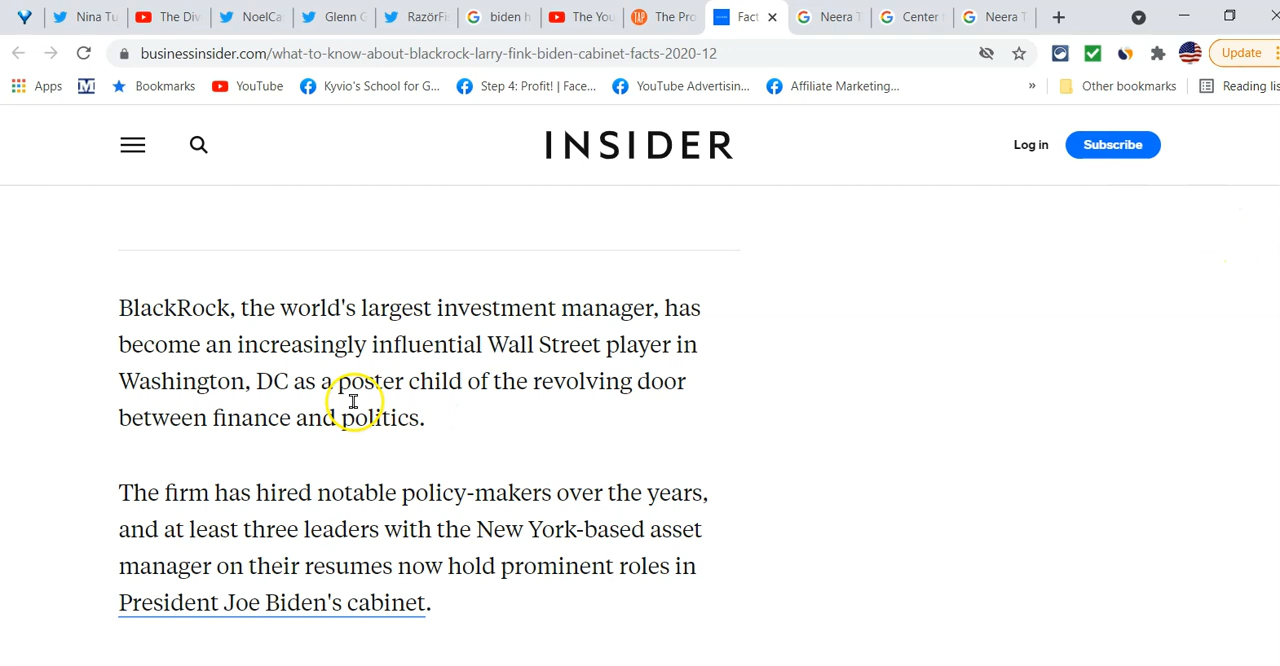 Nina Tu
The Div
NoelCa
Glenn G
RazörFi
biden h
The You
The Pro
Fact
Neera T
Center
Neera T
businessinsider.com/what-to-know-about-blackrock-larry-fink-biden-cabinet-facts-2020-12
Update
Apps
Bookmarks
YouTube
Kyvio's School for G...
Step 4: Profit! | Face...
YouTube Advertisin...
Affiliate Marketing...
»
Other bookmarks
Reading lis
INSIDER
Log in
Subscribe
BlackRock, the world's largest investment manager, has
become an increasingly influential Wall Street player in
Washington, DC as a poster child of the revolving door
between finance and politics.
The firm has hired notable policy-makers over the years,
and at least three leaders with the New York-based asset
manager on their resumes now hold prominent roles in
President Joe Biden's cabinet.